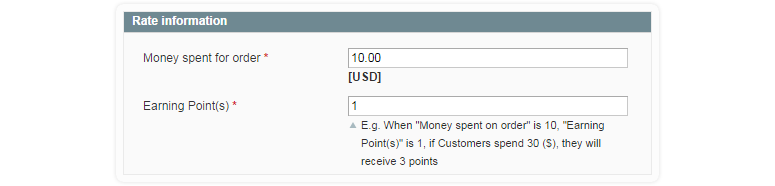 Rate information
Money spent for order *
10.00
[USD]
Earning Point(s) *
1
E.g. When "Money spent on order" is 10, "Earning
Point(s)" is 1, if Customers spend 30 ($), they will
receive 3 points